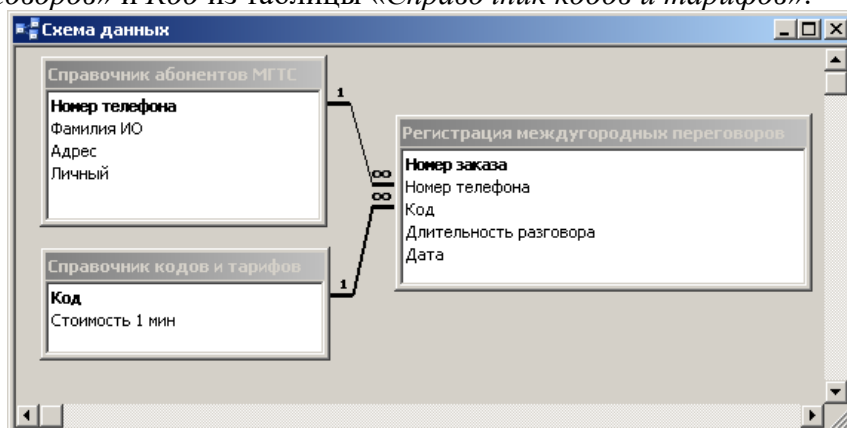 говоров» и Код из таблицы «Справочник кодов и тарифов».
Схема данных
Справочник абонентов МГТС
Номер телефона
Фамилия ИО
Адрес
Личный
1
∞
∞
1
Регистрация междугородных переговоров
Номер заказа
Номер телефона
Код
Длительность разговора
Дата
Справочник кодов и тарифов
Код
Стоимость 1 мин